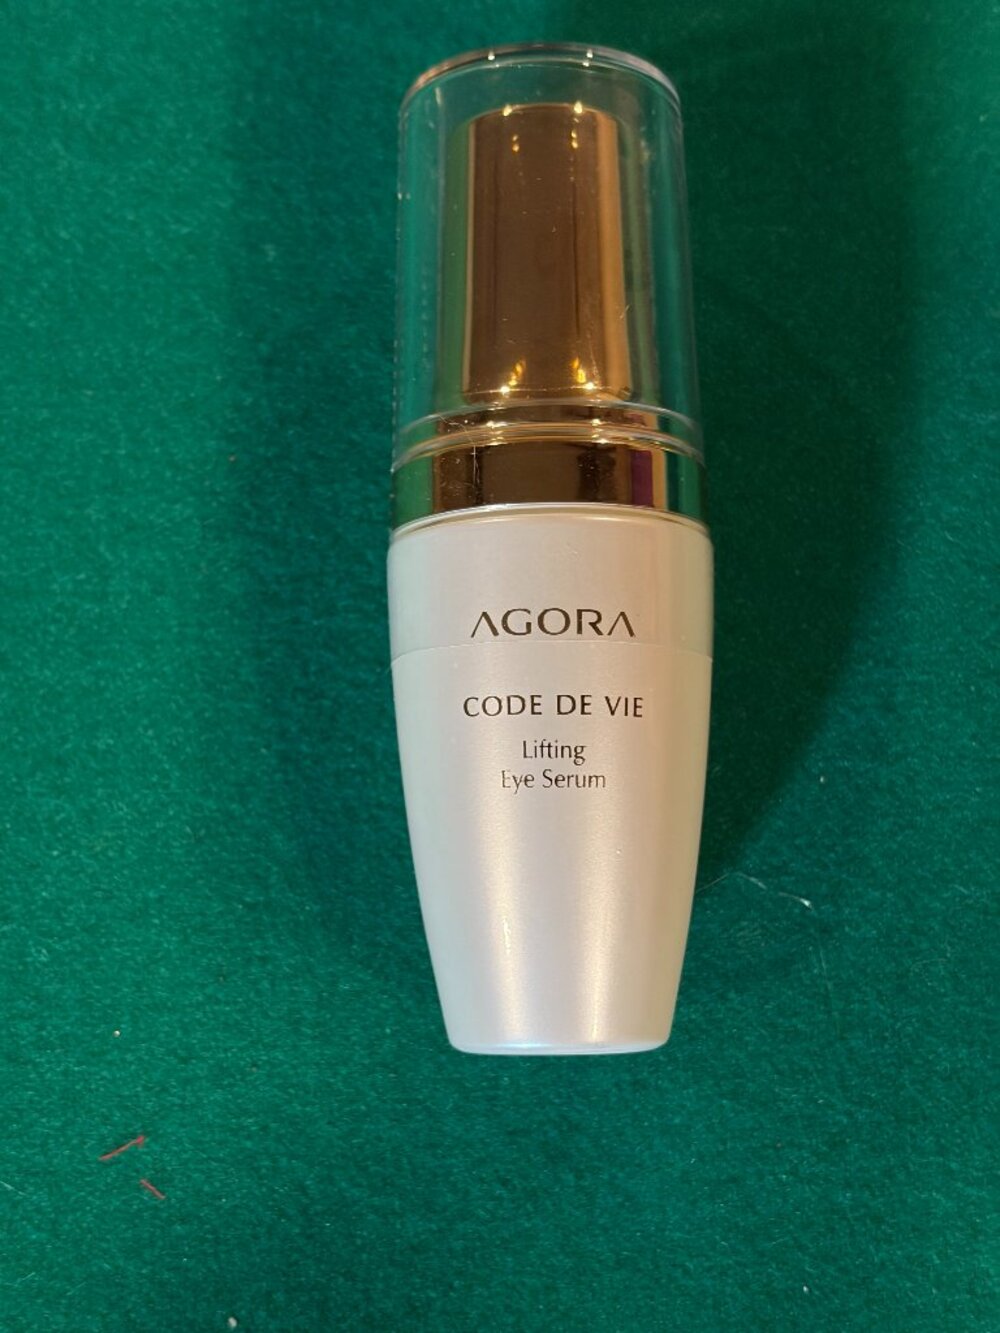 AGORA
CODE DE VIE
Lifting
Eye Serum